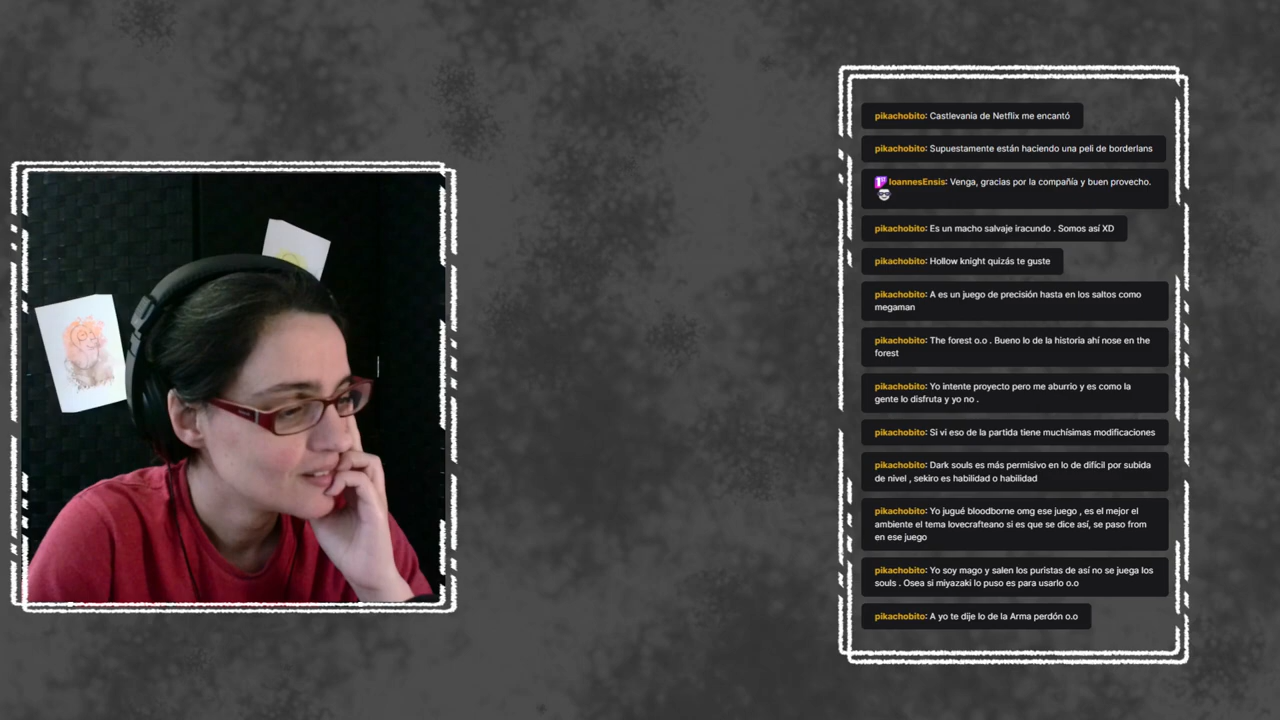 pikachobito: Castlevania de Netflix me encantó
pikachobito: Supuestamente están haciendo una peli de borderlans
IoannesEnsis: Venga, gracias por la compañía y buen provecho.
pikachobito: Es un macho salvaje iracundo . Somos así XD
pikachobito: Hollow knight quizás te guste
pikachobito: A es un juego de precisión hasta en los saltos como
megaman
pikachobito: The forest o.o . Bueno lo de la historia ahí nose en the
forest
pikachobito: Yo intente proyecto pero me aburrio y es como la
gente lo disfruta y yo no .
pikachobito: Si vi eso de la partida tiene muchísimas modificaciones
pikachobito: Dark souls es más permisivo en lo de difícil por subida
de nivel , sekiro es habilidad o habilidad
pikachobito: Yo jugué bloodborne omg ese juego , es el mejor el
ambiente el tema lovecrafteano si es que se dice así, se paso from
en ese juego
pikachobito: Yo soy mago y salen los puristas de así no se juega los
souls . Osea si miyazaki lo puso es para usarlo o.o
pikachobito: A yo te dije lo de la Arma perdón o.o